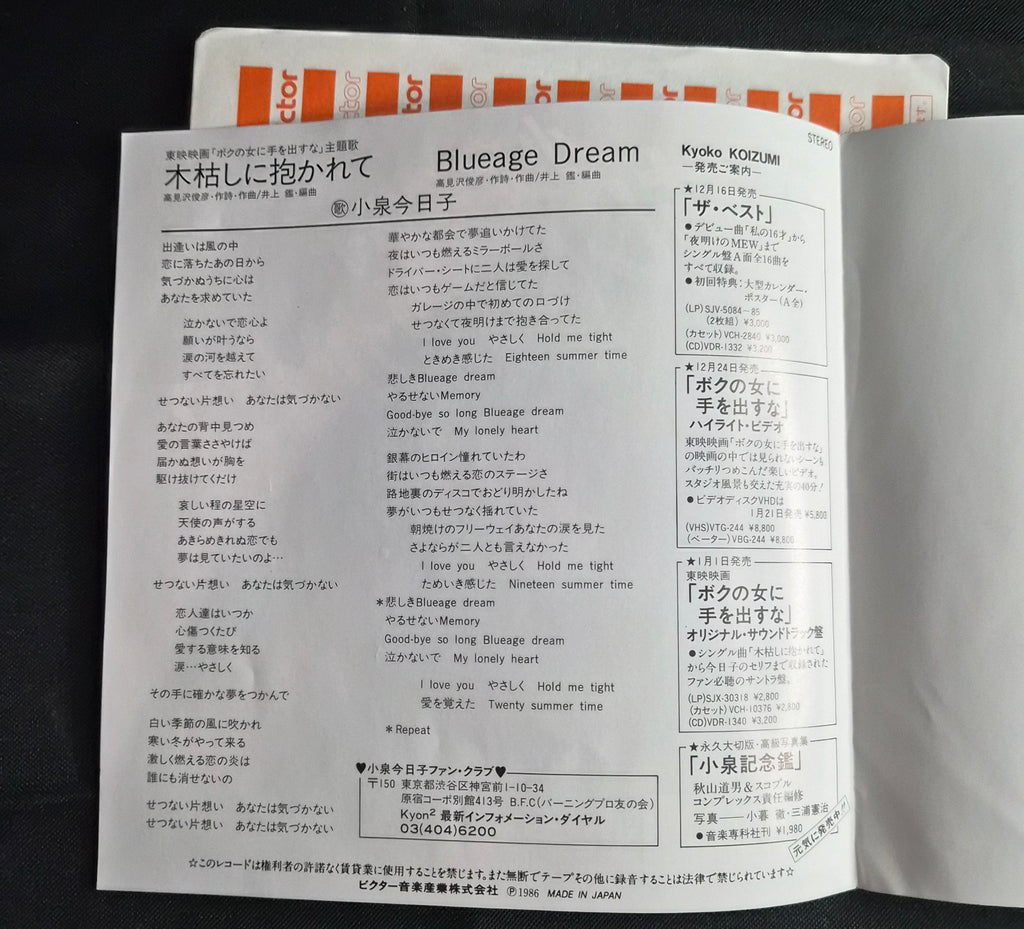 ctor
ctor
ctor
tor
tor
STEREO
東映映画「ボクの女に手を出すな」主題歌
木枯しに抱かれて
高見沢俊彦・作詩・作曲/井上 鑑・編曲
Blueage Dream
高見沢俊彦・作詩・作曲/井上 鑑・編曲
歌 小泉今日子
出逢いは風の中
恋に落ちたあの日から
気づかぬうちに心は
あなたを求めていた
泣かないで恋心よ
願いが叶うなら
涙の河を越えて
すべてを忘れたい
せつない片想い あなたは気づかない
あなたの背中見つめ
愛の言葉ささやけば
届かぬ想いが胸を
駆け抜けてくだけ
哀しい程の星空に
天使の声がする
あきらめきれぬ恋でも
夢は見ていたいのよ…
せつない片想い あなたは気づかない
恋人達はいつか
心傷つくたび
愛する意味を知る
涙…やさしく
その手に確かな夢をつかんで
白い季節の風に吹かれ
寒い冬がやって来る
激しく燃える恋の炎は
誰にも消せないの
せつない片想い あなたは気づかない
せつない片想い あなたは気づかない
華やかな都会で夢追いかけてた
夜はいつも燃えるミラーボールさ
ドライバー・シートに二人は愛を探して
恋はいつもゲームだと信じてた
ガレージの中で初めての口づけ
せつなくて夜明けまで抱き合ってた
I love you やさしく Hold me tight
ときめき感じた Eighteen summer time
悲しきBlueage dream
やるせないMemory
Good-bye so long Blueage dream
泣かないで My lonely heart
銀幕のヒロイン憧れていたわ
街はいつも燃える恋のステージさ
路地裏のディスコでおどり明かしたね
夢がいつもせつなく揺れていた
朝焼けのフリーウェイあなたの涙を見た
さよならが二人とも言えなかった
I love you やさしく Hold me tight
ためいき感じた Nineteen summer time
*悲しきBlueage dream
やるせないMemory
Good-bye so long Blueage dream
泣かないで My lonely heart
I love you やさしく Hold me tight
愛を覚えた Twenty summer time
*Repeat
♥小泉今日子ファン・クラブ♥
〒150 東京都渋谷区神宮前1-10-34
原宿コーポ別館413号 B.F.C(バーニングプロ友の会)
Kyon² 最新インフォメーション・ダイヤル
03(404)6200
Kyoko KOIZUMI
—発売ご案内—
★12月16日発売
「ザ・ベスト」
●デビュー曲「私の16才」から
「夜明けのMEW」まで
シングル盤A面全16曲を
すべて収録。
●初回特典:大型カレンダー・
ポスター(A全)
(LP)SJV-5084~85
(2枚組) ¥3,000
(カセット)VCH-2840 ¥3,000
(CD)VDR-1332 ¥3,200
★12月24日発売
「ボクの女に
手を出すな」
ハイライト・ビデオ
東映映画「ボクの女に手を出すな」
の映画の中では見られないシーンも
バッチリつめこんだ楽しいビデオ。
スタジオ風景も交えた充実の40分!
●ビデオディスクVHDは
1月21日発売 ¥5,800
(VHS)VTG-244 ¥8,800
(ベーター)VBG-244 ¥8,800
★1月1日発売
東映映画
「ボクの女に
手を出すな」
オリジナル・サウンドトラック盤
●シングル曲「木枯しに抱かれて」
から今日子のセリフまで収録された
ファン必聴のサントラ盤。
(LP)SJX-30318 ¥2,800
(カセット)VCH-10376 ¥2,800
(CD)VDR-1340 ¥3,200
★永久大切版・高級写真集
「小泉記念鑑」
秋山道男&スコブル
コンプレックス責任編修
写真——小暮 徹・三浦憲治
●音楽専科社刊 ¥1,980
元気に発売中!!
☆このレコードは権利者の許諾なく賃貸業に使用することを禁じます。また無断でテープその他に録音することは法律で禁じられています☆
ビクター音楽産業株式会社 Ⓟ1986 MADE IN JAPAN